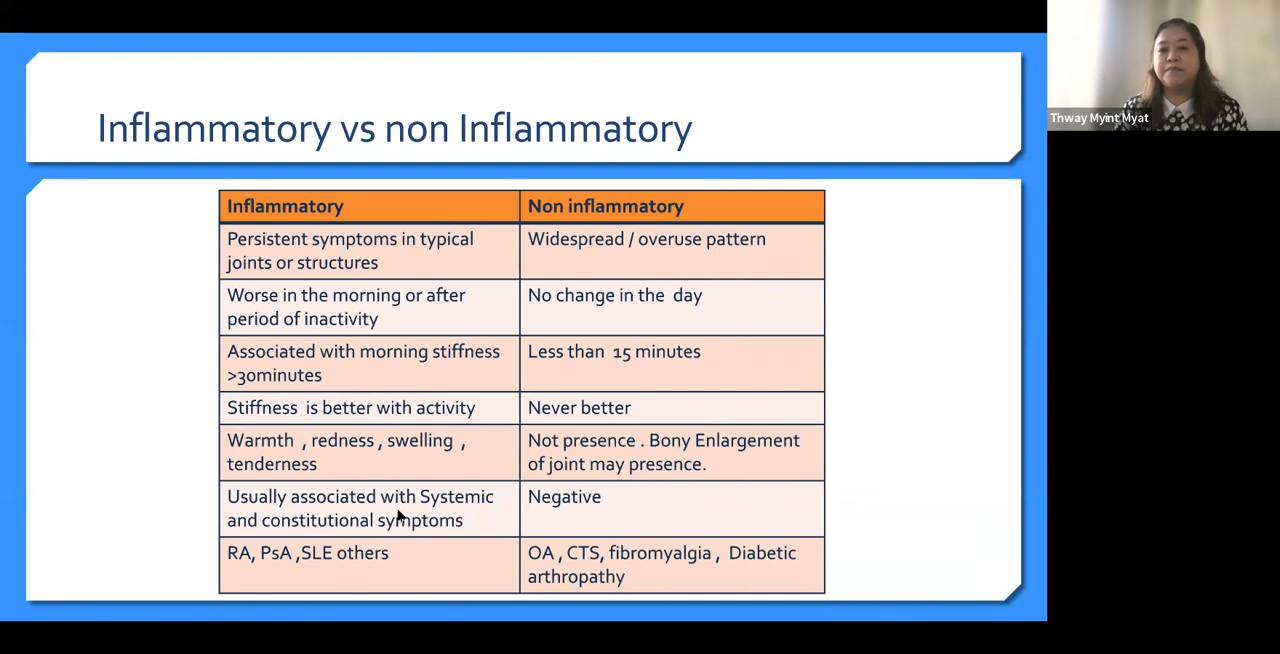 Inflammatory vs non Inflammatory
Thway Myint Myat
Inflammatory
Non inflammatory
Persistent symptoms in typical
joints or structures
Widespread / overuse pattern
Worse in the morning or after
period of inactivity
No change in the  day
Associated with morning stiffness
>30minutes
Less than  15 minutes
Stiffness  is better with activity
Never better
Warmth  , redness , swelling  ,
tenderness
Not presence . Bony Enlargement
of joint may presence.
Usually associated with Systemic
and constitutional symptoms
Negative
RA, PsA ,SLE others
OA , CTS, fibromyalgia ,  Diabetic
arthropathy